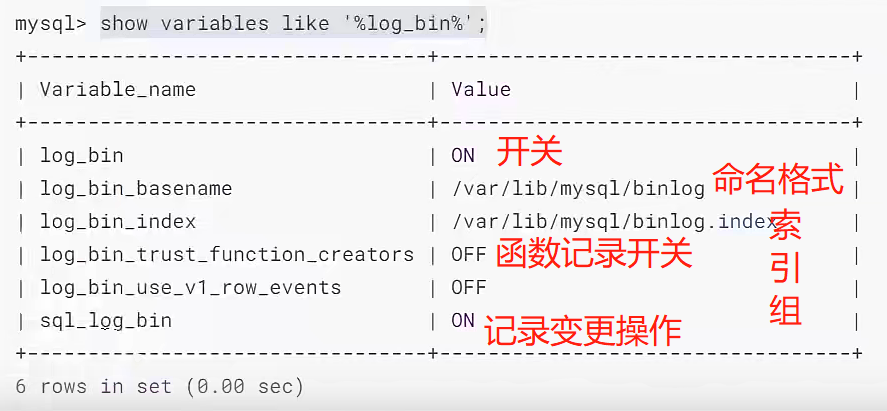 mysql> show variables like '%log_bin%';
+---------------------------------+----------------------------------+
| Variable_name | Value |
+---------------------------------+----------------------------------+
| log_bin | ON 开关 |
| log_bin_basename | /var/lib/mysql/binlog 命名格式 |
| log_bin_index | /var/lib/mysql/binlog.index 索引组 |
| log_bin_trust_function_creators | OFF 函数记录开关 |
| log_bin_use_v1_row_events | OFF |
| sql_log_bin | ON 记录变更操作 |
+---------------------------------+----------------------------------+
6 rows in set (0.00 sec)